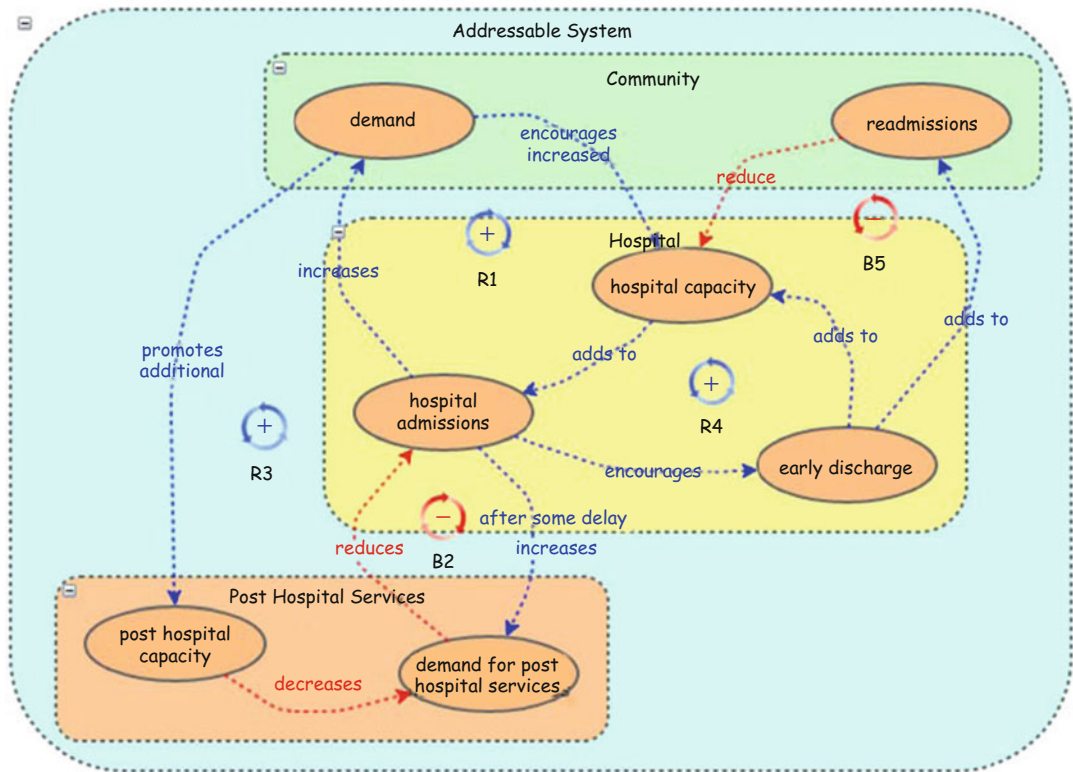 Addressable System
Community
demand
readmissions
encourages
increased
reduce
+
R1
−
B5
Hospital
hospital capacity
increases
adds to
adds to
adds to
promotes
additional
+
R4
hospital
admissions
+
R3
encourages
early discharge
−
B2
after some delay
increases
reduces
Post Hospital Services
post hospital
capacity
decreases
demand for post
hospital services